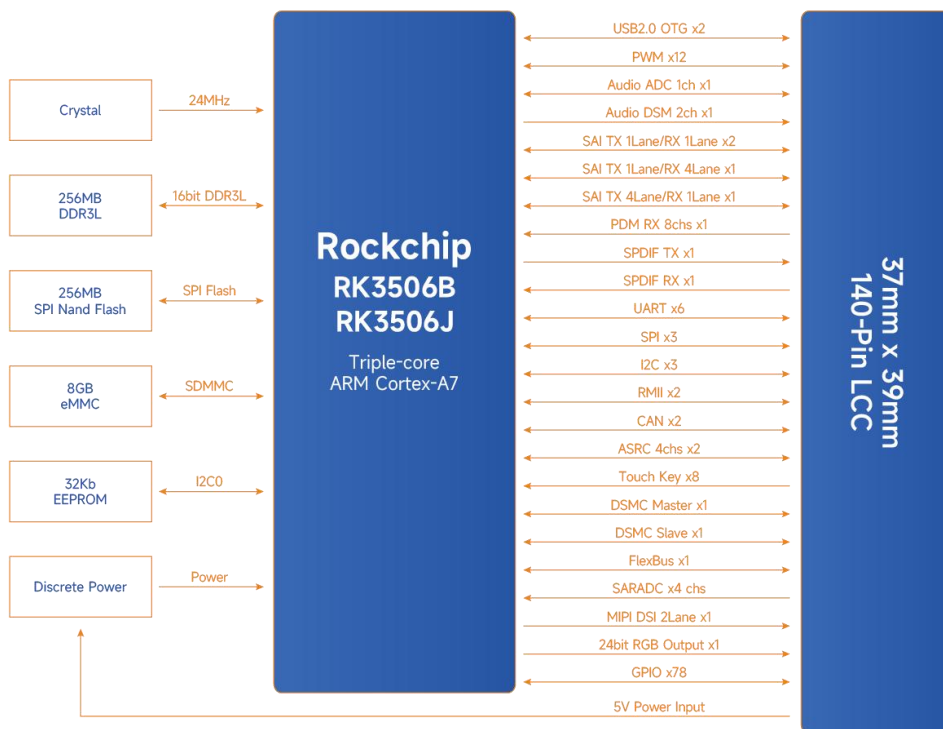 Crystal
24MHz
256MB
DDR3L
16bit DDR3L
256MB
SPI Nand Flash
SPI Flash
8GB
eMMC
SDMMC
32Kb
EEPROM
I2C0
Discrete Power
Power
Rockchip
RK3506B
RK3506J
Triple-core
ARM Cortex-A7
USB2.0 OTG x2
PWM x12
Audio ADC 1ch x1
Audio DSM 2ch x1
SAI TX 1Lane/RX 1Lane x2
SAI TX 1Lane/RX 4Lane x1
SAI TX 4Lane/RX 1Lane x1
PDM RX 8chs x1
SPDIF TX x1
SPDIF RX x1
UART x6
SPI x3
I2C x3
RMII x2
CAN x2
ASRC 4chs x2
Touch Key x8
DSMC Master x1
DSMC Slave x1
FlexBus x1
SARADC x4 chs
MIPI DSI 2Lane x1
24bit RGB Output x1
GPIO x78
5V Power Input
37mm x 39mm
140-Pin LCC